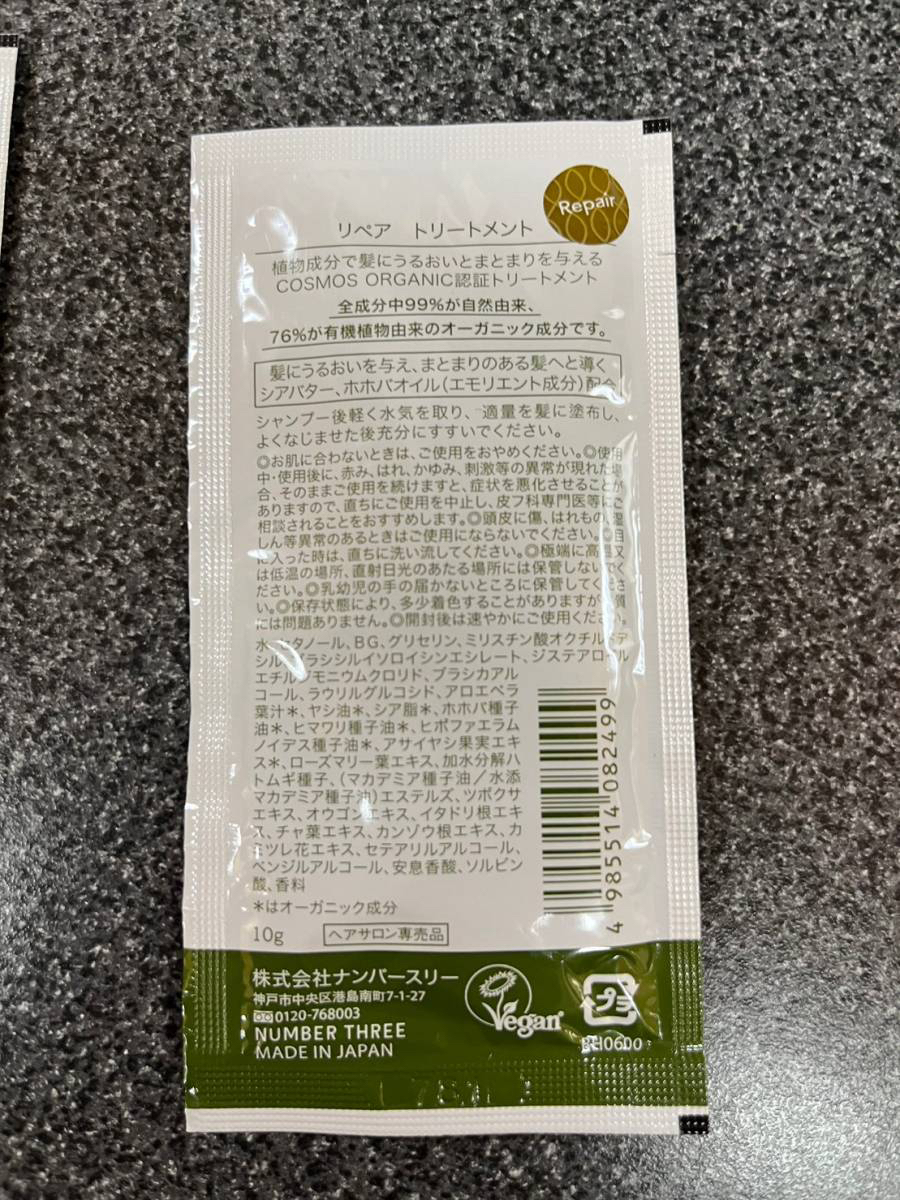 Repair
リペア　トリートメント
植物成分で髪にうるおいとまとまりを与える
COSMOS ORGANIC認証トリートメント
全成分中99%が自然由来、
76%が有機植物由来のオーガニック成分です。
髪にうるおいを与え、まとまりのある髪へと導く
シアバター、ホホバオイル(エモリエント成分)配合
シャンプー後軽く水気を取り、適量を髪に塗布し、
よくなじませた後充分にすすいでください。
◎お肌に合わないときは、ご使用をおやめください。◎使用
中・使用後に、赤み、はれ、かゆみ、刺激等の異常が現れた場
合、そのままご使用を続けますと、症状を悪化させることが
ありますので、直ちにご使用を中止し、皮フ科専門医等にご
相談されることをおすすめします。◎頭皮に傷、はれもの、湿
しん等異常のあるときはご使用にならないでください。◎目
に入った時は、直ちに洗い流してください。◎極端に高温又
は低温の場所、直射日光のあたる場所には保管しないでく
ださい。◎乳幼児の手の届かないところに保管してくださ
い。◎保存状態により、多少着色することがありますが
には問題ありません。◎開封後は速やかにご使用ください。
水、BG、グリセリン、ミリスチン酸オクチルドデ
シル、ブラシシルイソロイシンエシレート、ジステアロイル
エチルジモニウムクロリド、ブラシカアル
コール、ラウリルグルコシド、アロエベラ
葉汁＊、ヤシ油＊、シア脂＊、ホホバ種子
油＊、ヒマワリ種子油＊、ヒポファエラム
ノイデス種子油＊、アサイヤシ果実エキ
ス＊、ローズマリー葉エキス、加水分解ハ
トムギ種子、(マカデミア種子油／水添
マカデミア種子油)エステルズ、ツボクサ
エキス、オウゴンエキス、イタドリ根エキ
ス、チャ葉エキス、カンゾウ根エキス、カ
ミツレ花エキス、セテアリルアルコール、
ベンジルアルコール、安息香酸、ソルビン
酸、香料
＊はオーガニック成分
10g
ヘアサロン専売品
4 985514 082499
株式会社ナンバースリー
神戸市中央区港島南町7-1-27
0120-768003
NUMBER THREE
MADE IN JAPAN
Vegan
プラ